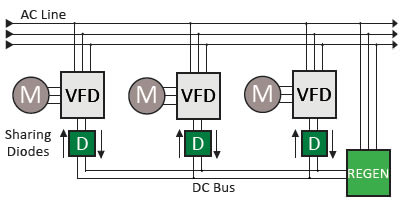 AC Line
M VFD M VFD M VFD
Sharing
Diodes
D D D
REGEN
DC Bus